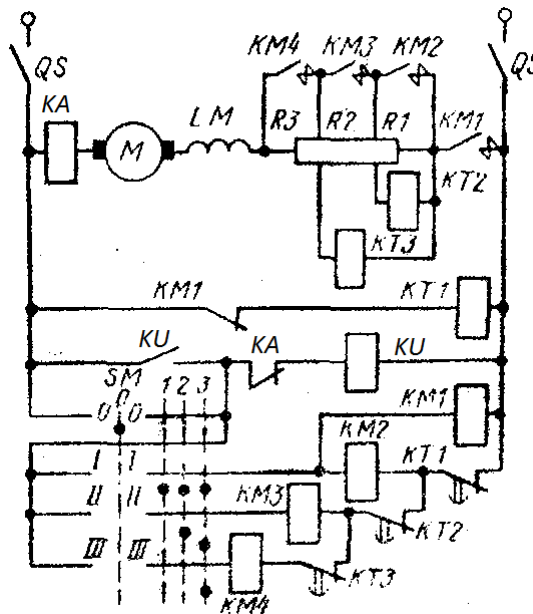 KM4 KM3 KM2
QS QS
KA LM R3 R2 R1 KM1
M
KT2
KT3
KM1 KT1
KU KA KU
SM 1 2 3 KM1
0 0 0
I I KM2 KT1
II II KM3
KT2
III III
KT3
KM4